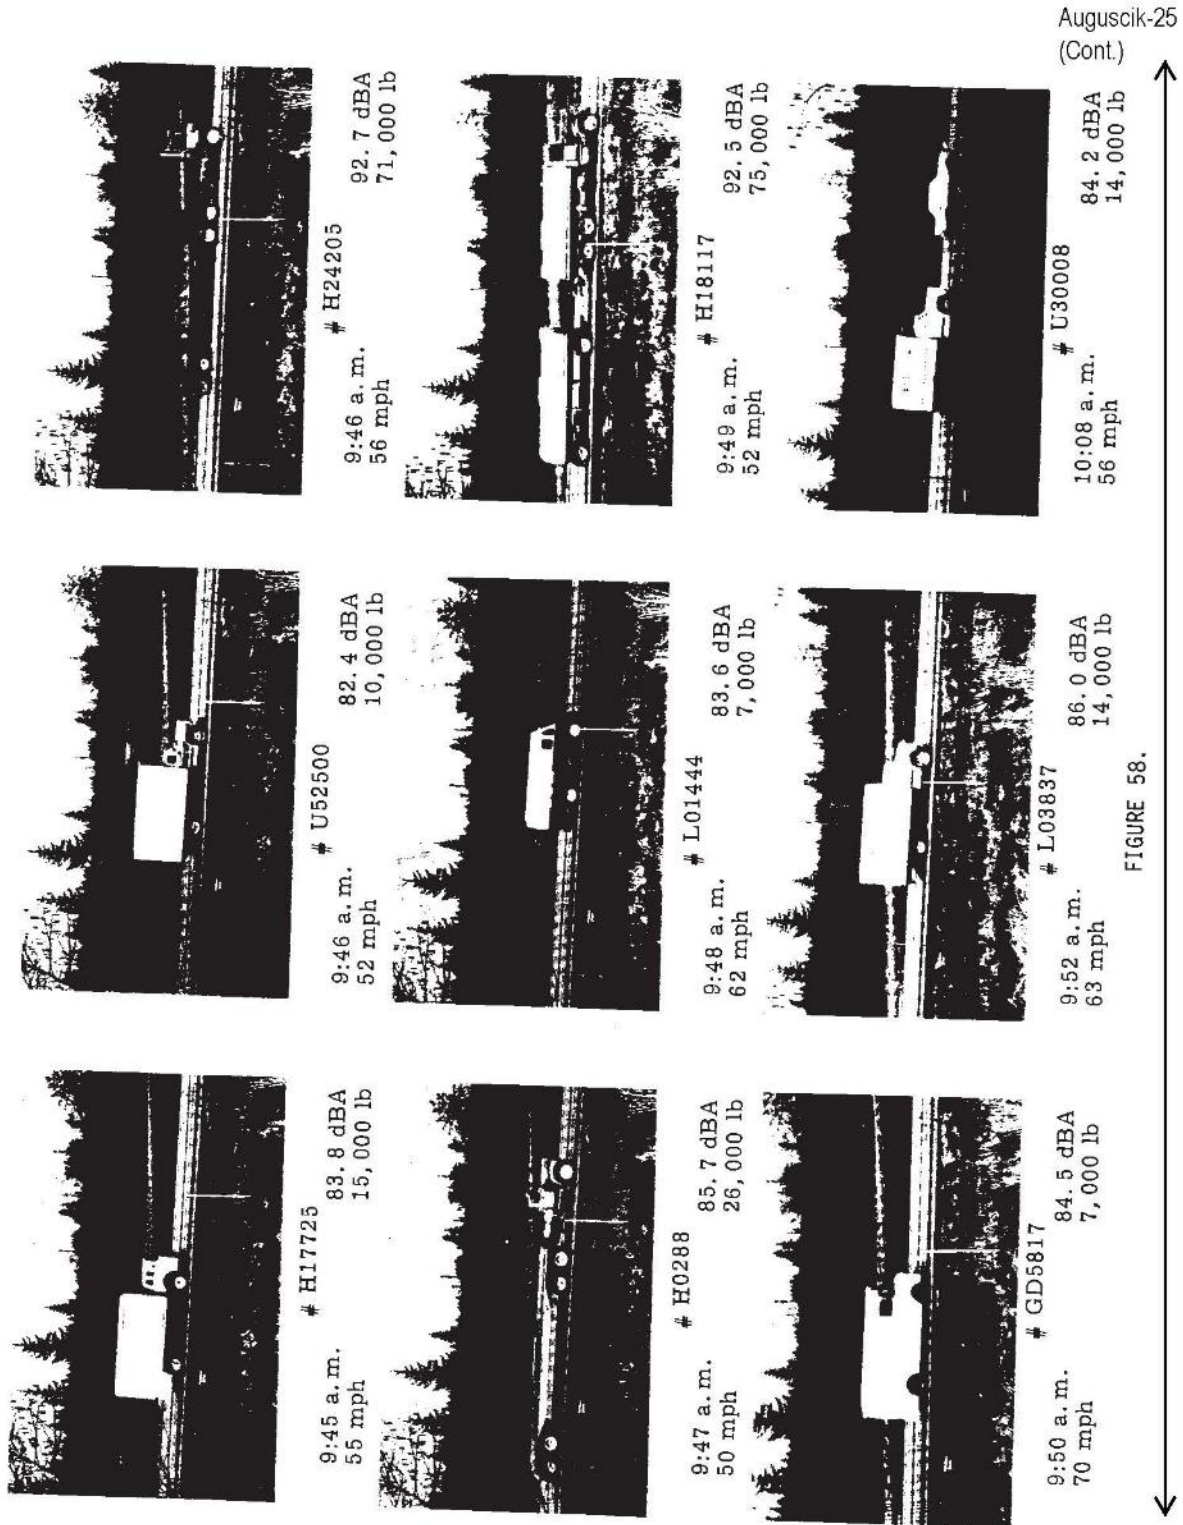 Auguscik-25
(Cont.)
# H17725
9:45 a.m. 83.8 dBA
55 mph 15,000 lb
# U52500
9:46 a.m. 82.4 dBA
52 mph 10,000 lb
# H24205
9:46 a.m. 92.7 dBA
56 mph 71,000 lb
# H0288
9:47 a.m. 85.7 dBA
50 mph 26,000 lb
# L01444
9:48 a.m. 83.6 dBA
62 mph 7,000 lb
# H18117
9:49 a.m. 92.5 dBA
52 mph 75,000 lb
# GD5817
9:50 a.m. 84.5 dBA
70 mph 7,000 lb
# L03837
9:52 a.m. 86.0 dBA
63 mph 14,000 lb
# U30008
10:08 a.m. 84.2 dBA
56 mph 14,000 lb
FIGURE 58.